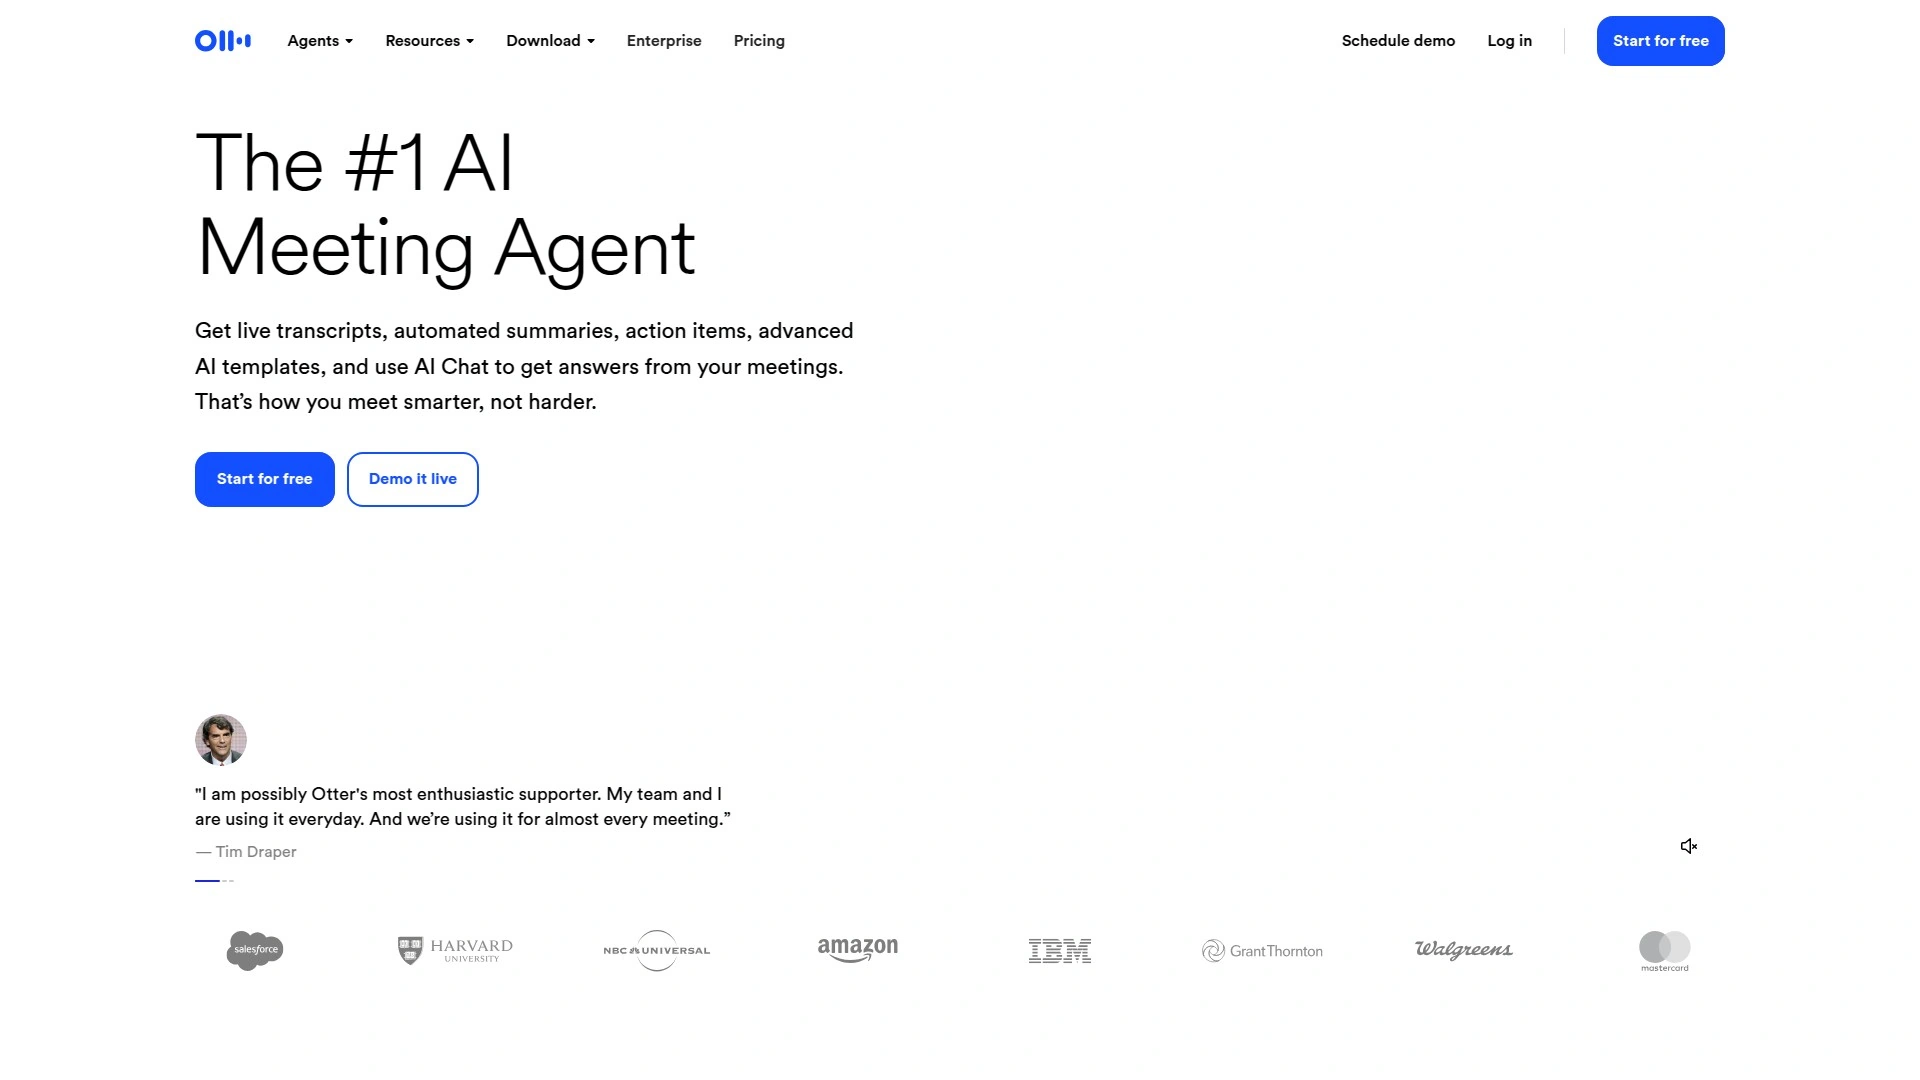 Agents
Resources
Download
Enterprise
Pricing
Schedule demo
Log in
Start for free
The #1 AI
Meeting Agent
Get live transcripts, automated summaries, action items, advanced
AI templates, and use AI Chat to get answers from your meetings.
That’s how you meet smarter, not harder.
Start for free
Demo it live
"I am possibly Otter's most enthusiastic supporter. My team and I
are using it everyday. And we’re using it for almost every meeting.”
— Tim Draper
salesforce
HARVARD
UNIVERSITY
NBC UNIVERSAL
amazon
IBM
Grant Thornton
Walgreens
mastercard